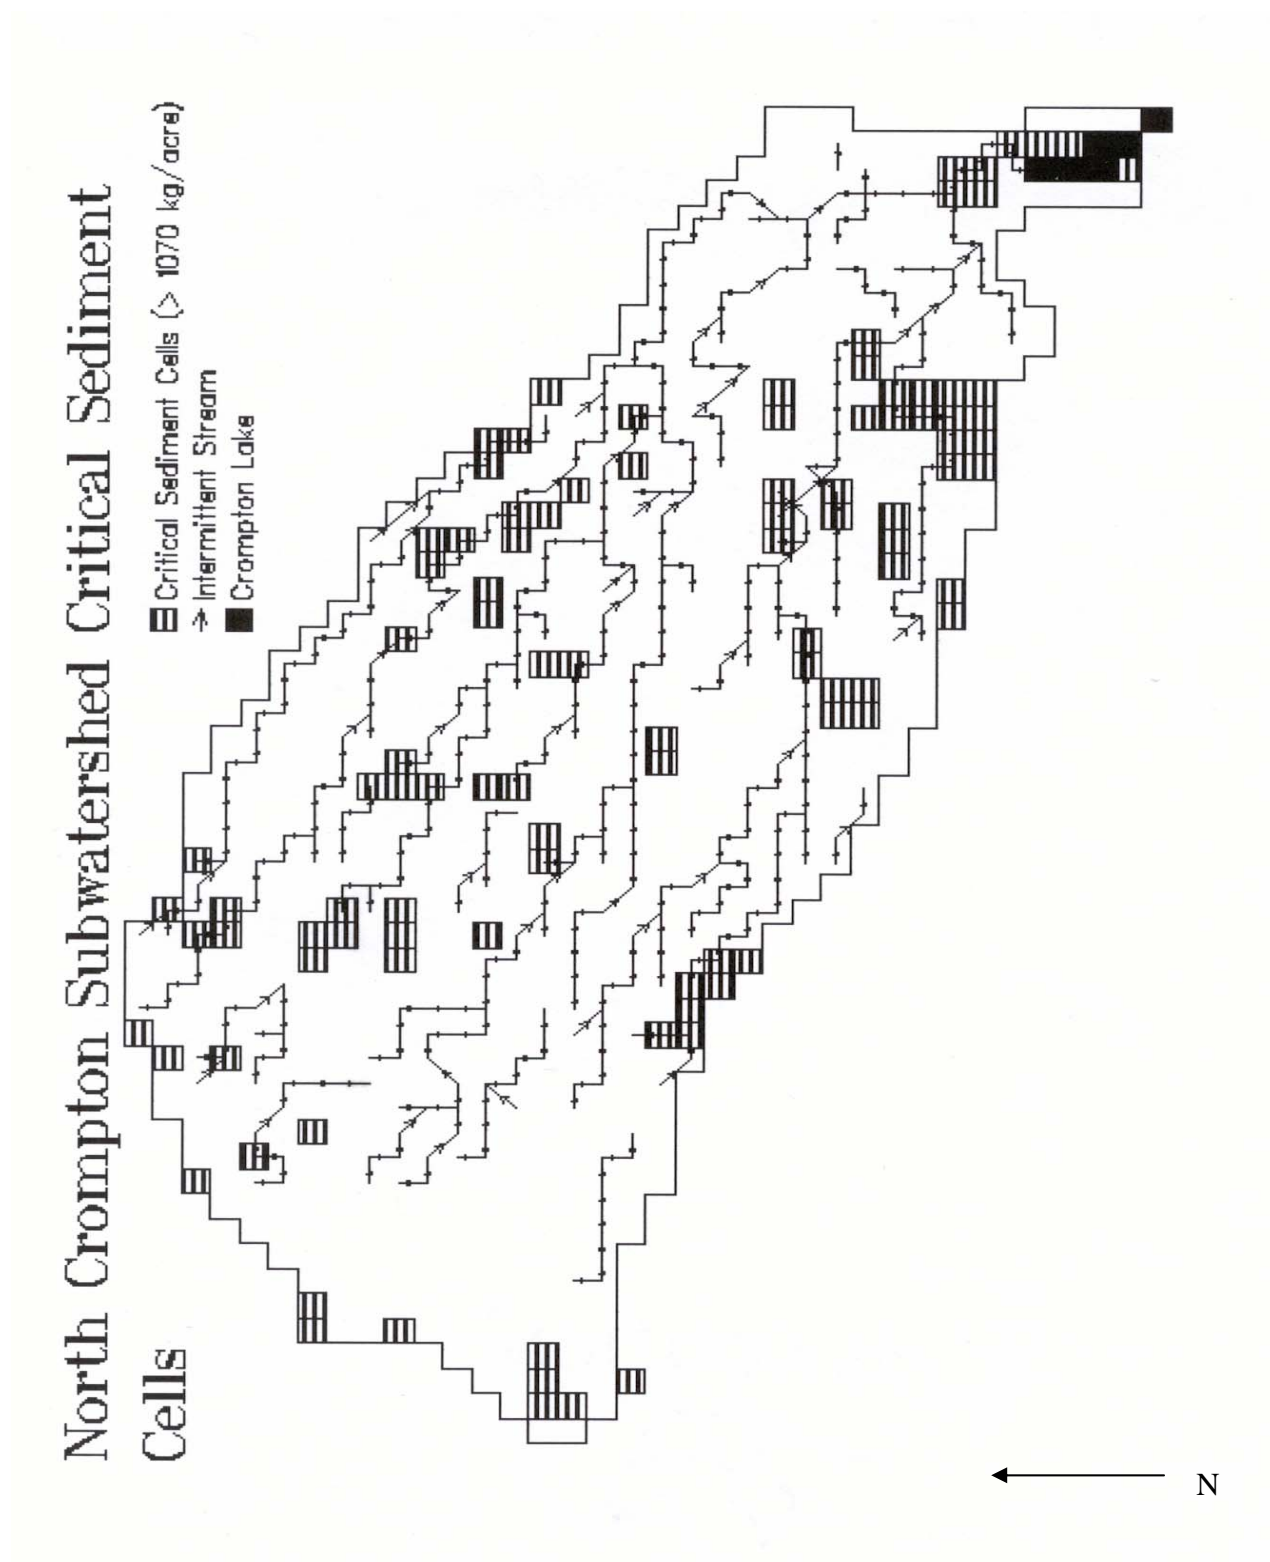 North Crompton Subwatershed Critical Sediment
Cells
Critical Sediment Cells (> 1070 kg/acre)
Intermittent Stream
Crompton Lake
N